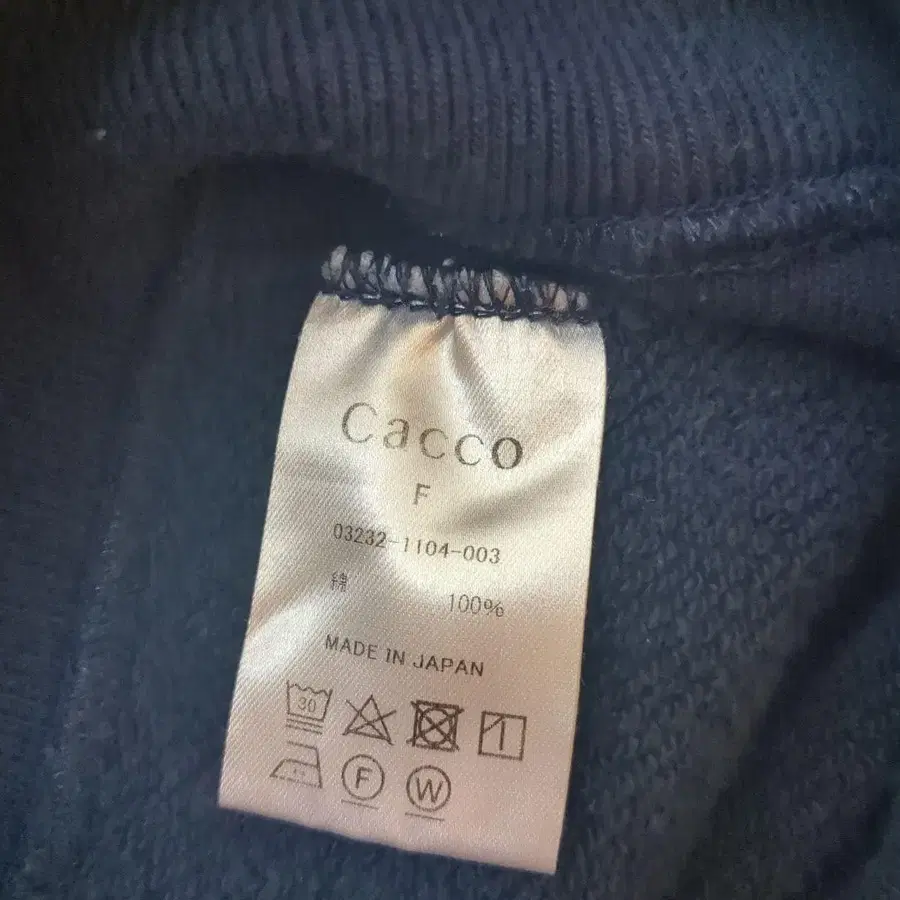 Cacco
F
03232-1104-003
綿 100%
MADE IN JAPAN
30
F W